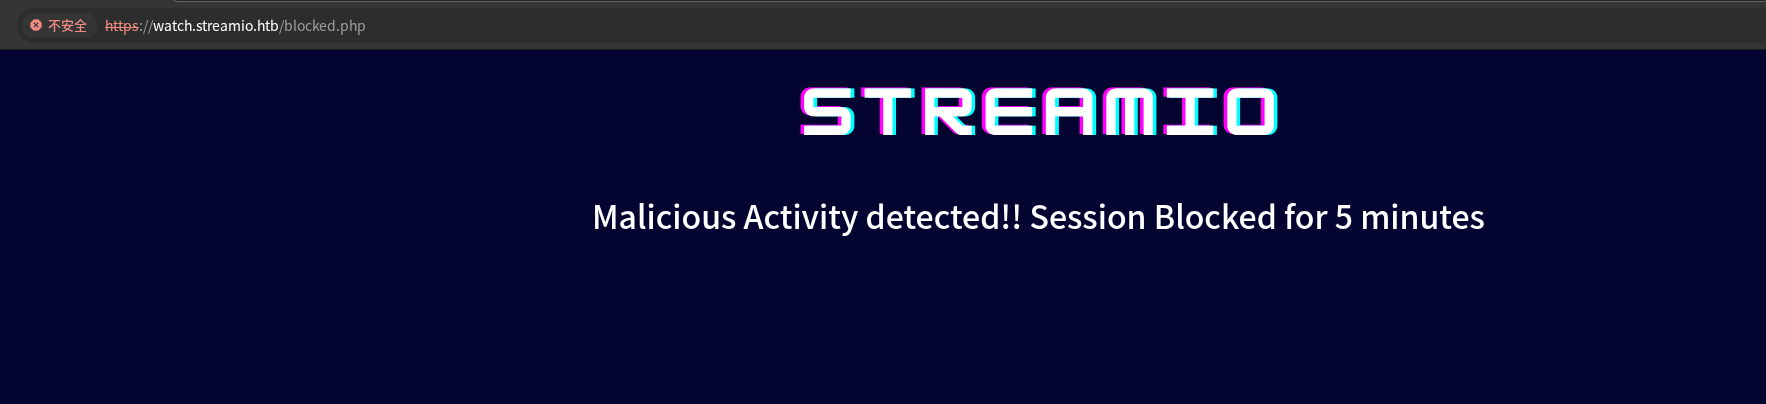 不安全 https://watch.streamio.htb/blocked.php
STREAMIO
Malicious Activity detected!! Session Blocked for 5 minutes